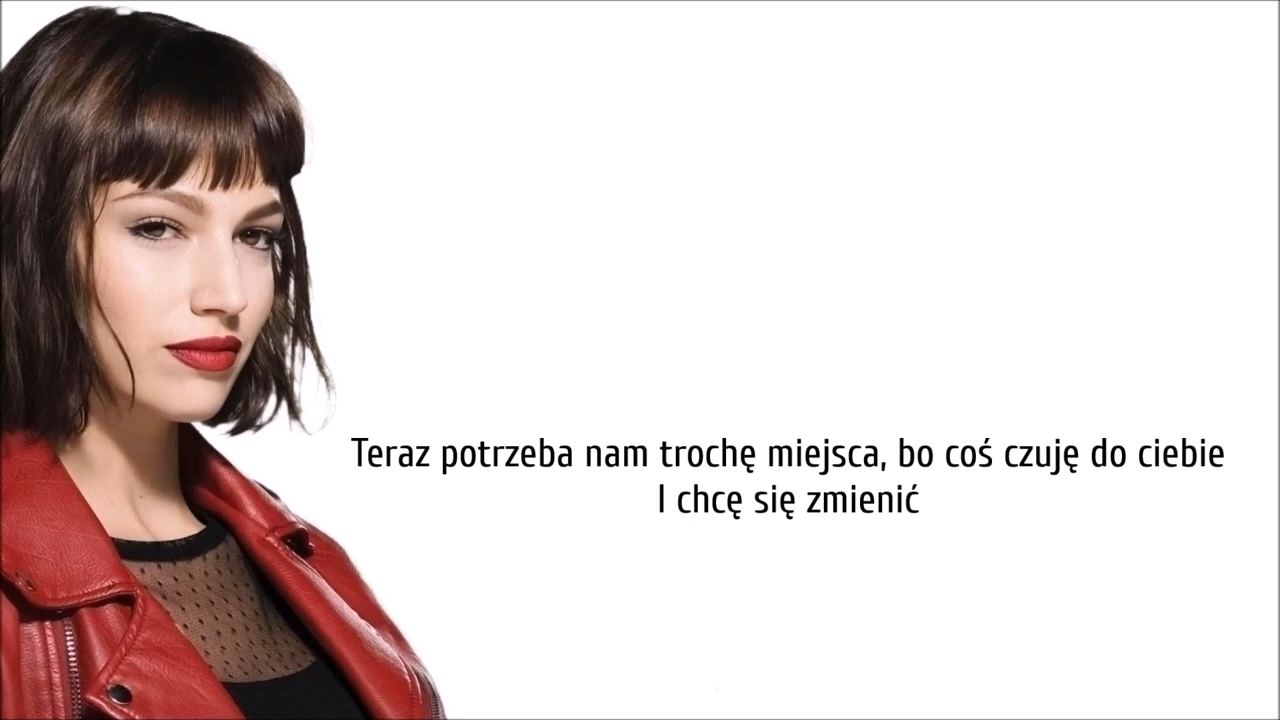 Teraz potrzeba nam trochę miejsca, bo coś czuję do ciebie
I chcę się zmienić